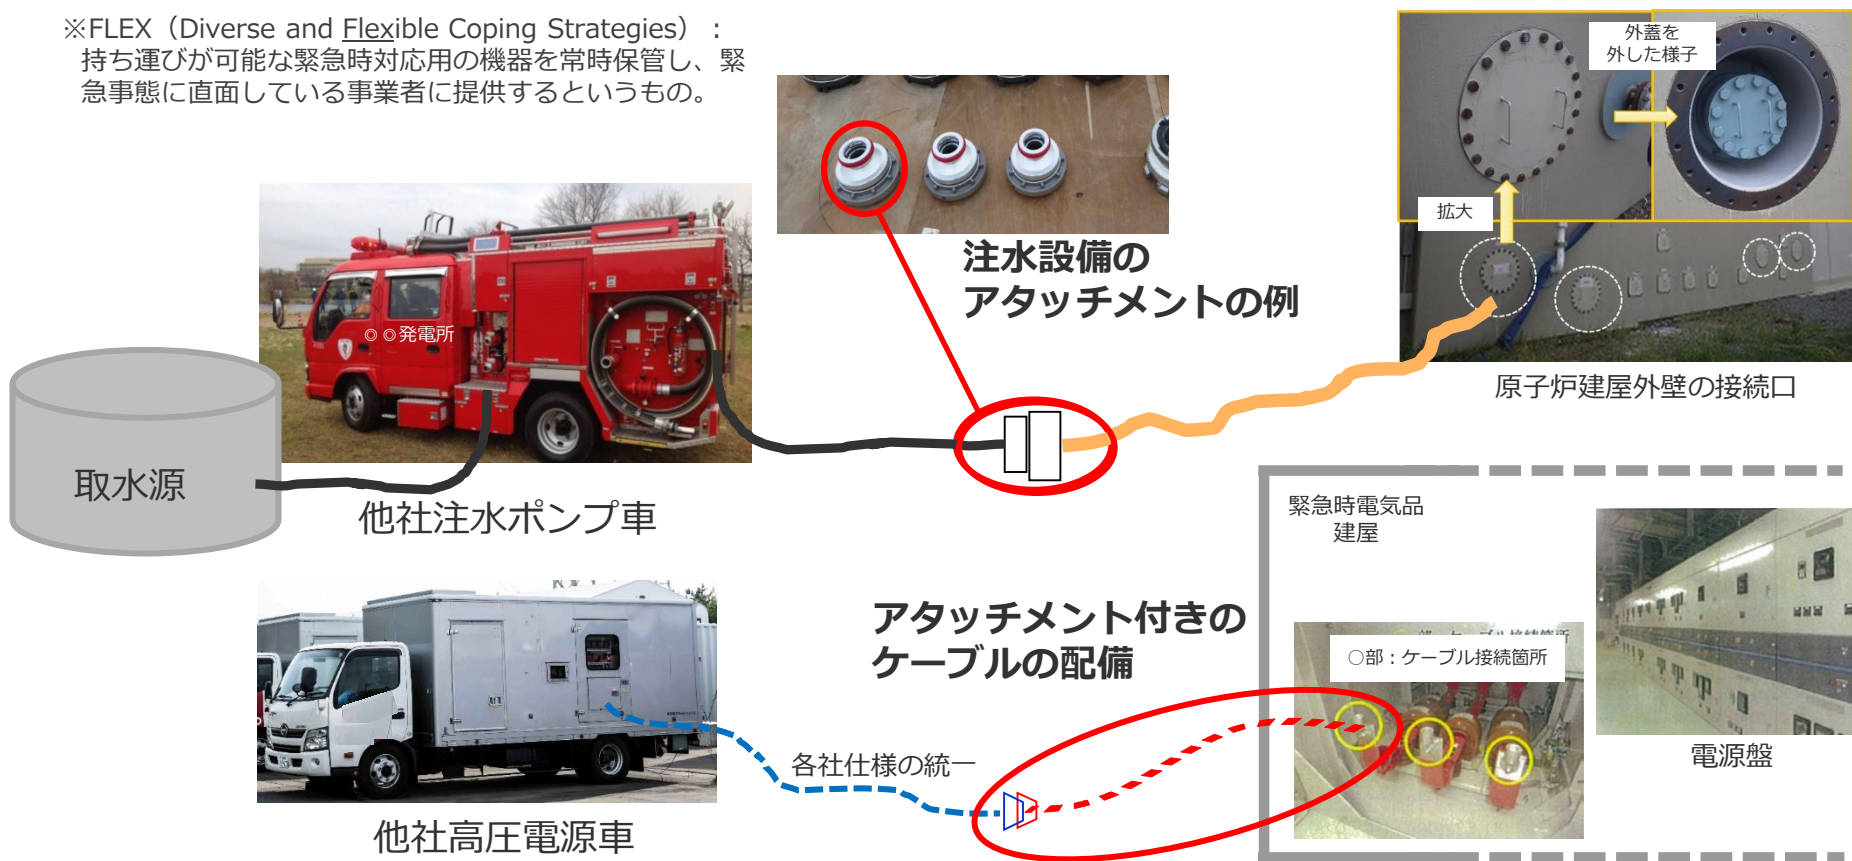 ※FLEX（Diverse and Flexible Coping Strategies）：
持ち運びが可能な緊急時対応用の機器を常時保管し、緊
急事態に直面している事業者に提供するというもの。
外蓋を
外した様子
拡大
注水設備の
アタッチメントの例
◎◎発電所
原子炉建屋外壁の接続口
取水源
他社注水ポンプ車
緊急時電気品
建屋
アタッチメント付きの
ケーブルの配備
○部：ケーブル接続箇所
電源盤
各社仕様の統一
他社高圧電源車